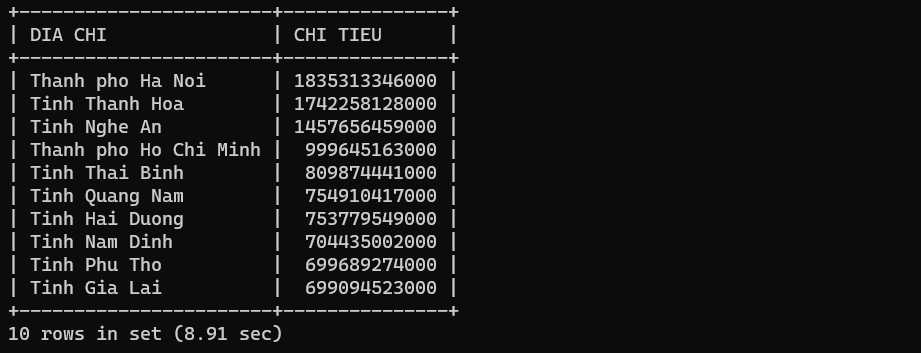 +-----------------------+---------------+
| DIA CHI               | CHI TIEU      |
+-----------------------+---------------+
| Thanh pho Ha Noi      | 1835313346000 |
| Tinh Thanh Hoa        | 1742258128000 |
| Tinh Nghe An          | 1457656459000 |
| Thanh pho Ho Chi Minh |  999645163000 |
| Tinh Thai Binh        |  809874441000 |
| Tinh Quang Nam        |  754910417000 |
| Tinh Hai Duong        |  753779549000 |
| Tinh Nam Dinh         |  704435002000 |
| Tinh Phu Tho          |  699689274000 |
| Tinh Gia Lai          |  699094523000 |
+-----------------------+---------------+
10 rows in set (8.91 sec)